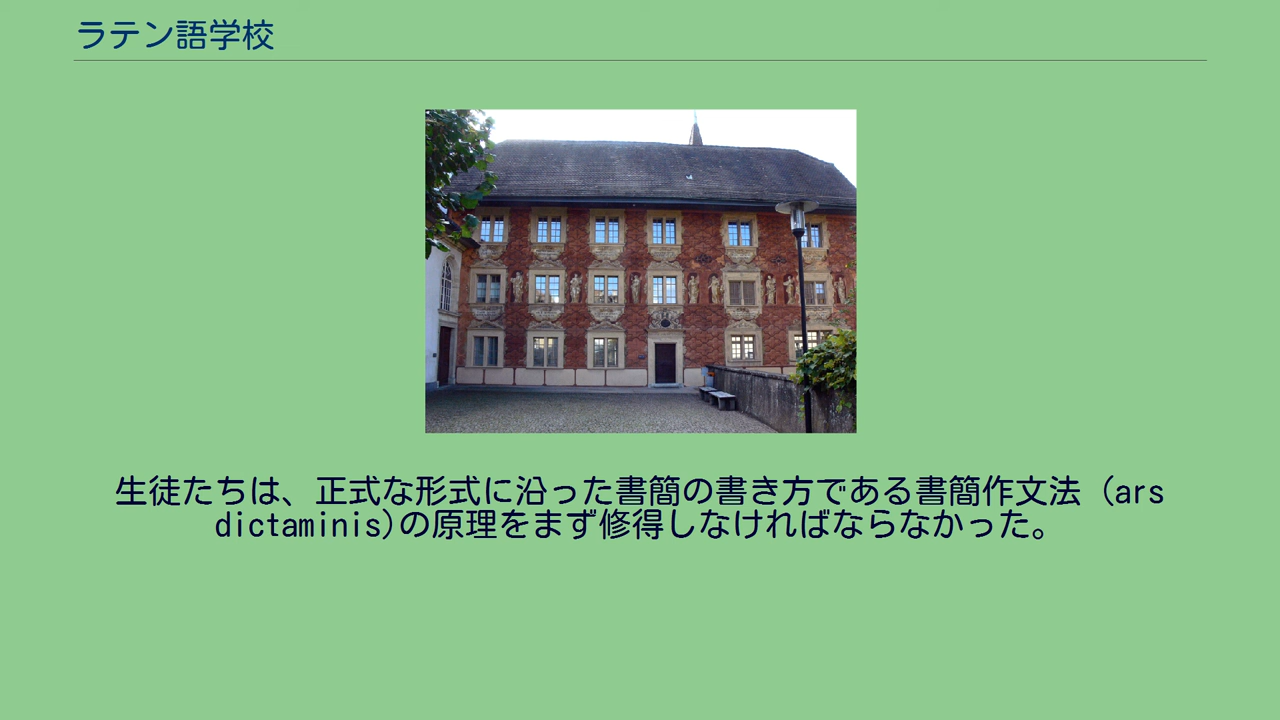 ラテン語学校
生徒たちは、正式な形式に沿った書簡の書き方である書簡作文法 (ars
dictaminis)の原理をまず修得しなければならなかった。